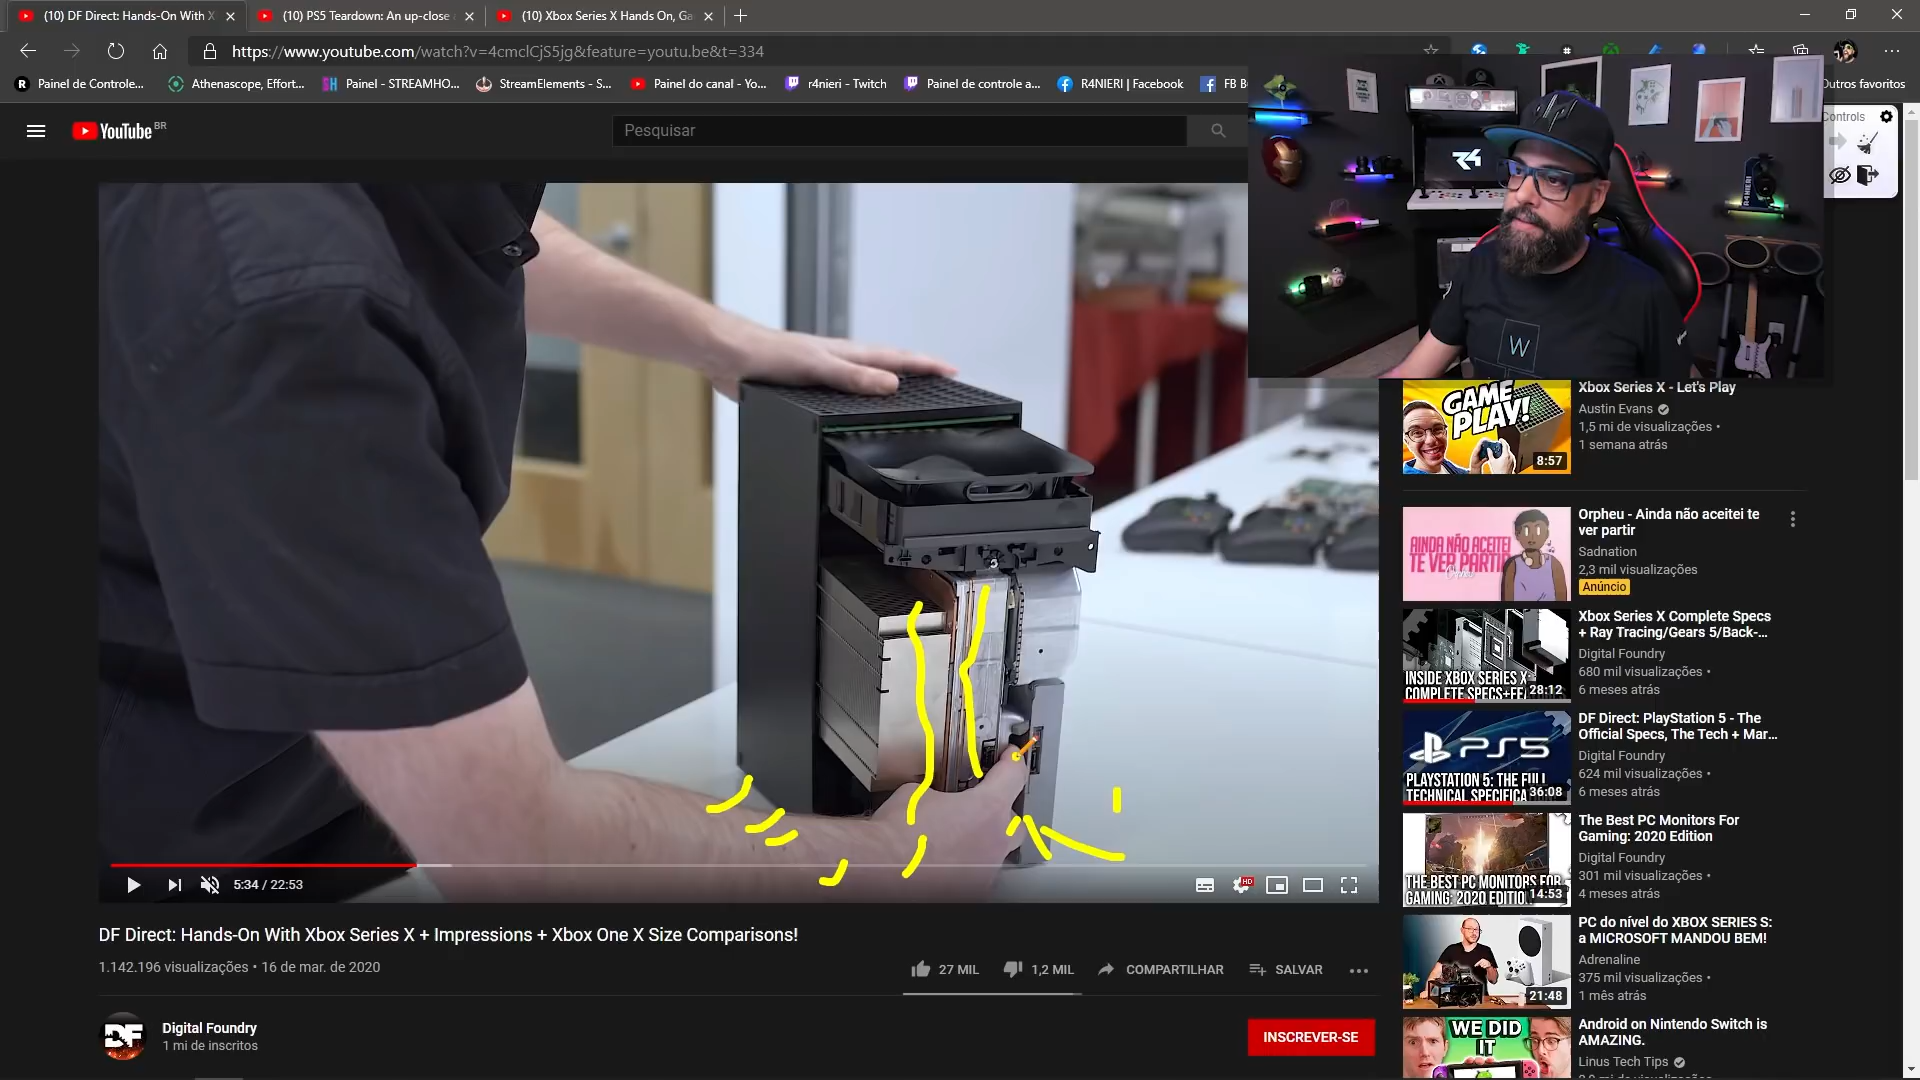 (10) DF Direct: Hands-On With X
(10) PS5 Teardown: An up-close a
(10) Xbox Series X Hands On, Ga
https://www.youtube.com/watch?v=4cmclCjS5jg&feature=youtu.be&t=334
Painel de Controle...
Athenascope, Effort...
Painel - STREAMHO...
StreamElements - S...
Painel do canal - Yo...
r4nieri - Twitch
Painel de controle a...
R4NIERI | Facebook
FB B
Outros favoritos
YouTube BR
Pesquisar
Controls
R4
R4NIERI
W
GAME PLAY!
8:57
Xbox Series X - Let's Play
Austin Evans
1,5 mi de visualizações •
1 semana atrás
AINDA NÃO ACEITEI
TE VER PARTIR
Orpheu - Ainda não aceitei te
ver partir
Sadnation
2,3 mil visualizações
Anúncio
INSIDE XBOX SERIES X
COMPLETE SPECS+FE
28:12
Xbox Series X Complete Specs
+ Ray Tracing/Gears 5/Back-...
Digital Foundry
680 mil visualizações •
6 meses atrás
PS5
PLAYSTATION 5: THE FULL
TECHNICAL SPECIFICA
36:08
DF Direct: PlayStation 5 - The
Official Specs, The Tech + Mar...
Digital Foundry
624 mil visualizações •
6 meses atrás
THE BEST PC MONITORS FOR
GAMING: 2020 EDITIO
14:53
The Best PC Monitors For
Gaming: 2020 Edition
Digital Foundry
301 mil visualizações •
4 meses atrás
21:48
PC do nível do XBOX SERIES S:
a MICROSOFT MANDOU BEM!
Adrenaline
375 mil visualizações •
1 mês atrás
WE DID
IT
Android on Nintendo Switch is
AMAZING.
Linus Tech Tips
5:34 / 22:53
HD
DF Direct: Hands-On With Xbox Series X + Impressions + Xbox One X Size Comparisons!
1.142.196 visualizações • 16 de mar. de 2020
27 MIL
1,2 MIL
COMPARTILHAR
SALVAR
DF
Digital Foundry
1 mi de inscritos
INSCREVER-SE